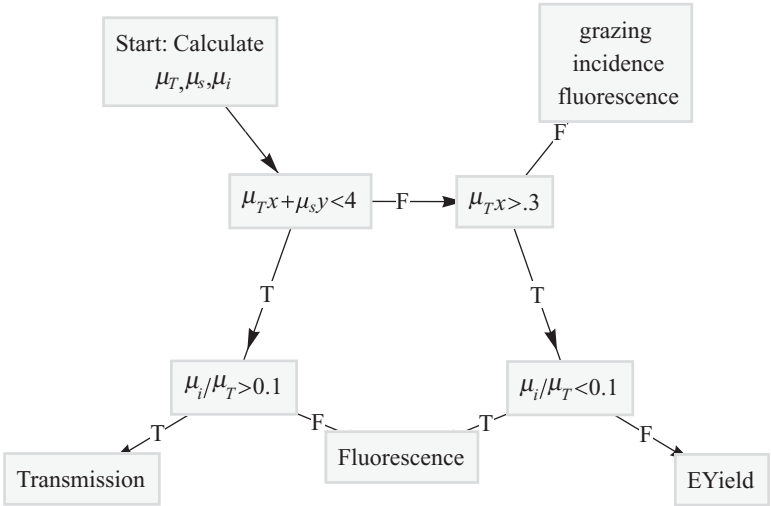 Start: Calculate
μT,μs,μi
grazing
incidence
fluorescence
F
μTx+μsy<4
F
μTx>.3
T
T
μi/μT>0.1
μi/μT<0.1
T
F
T
F
Transmission
Fluorescence
EYield